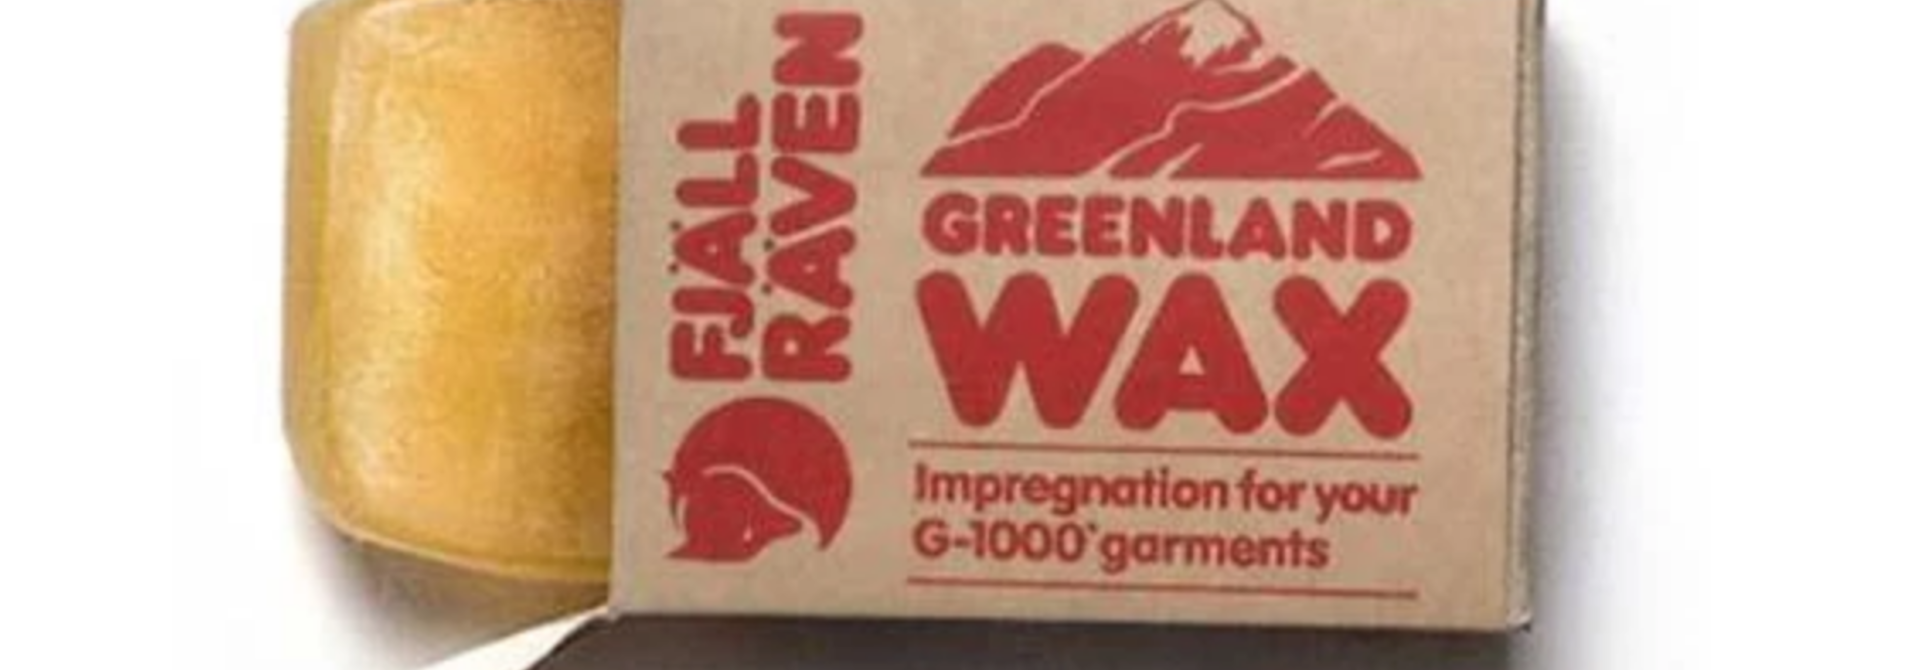 FJÄLL
RÄVEN
GREENLAND
WAX
Impregnation for your
G-1000® garments